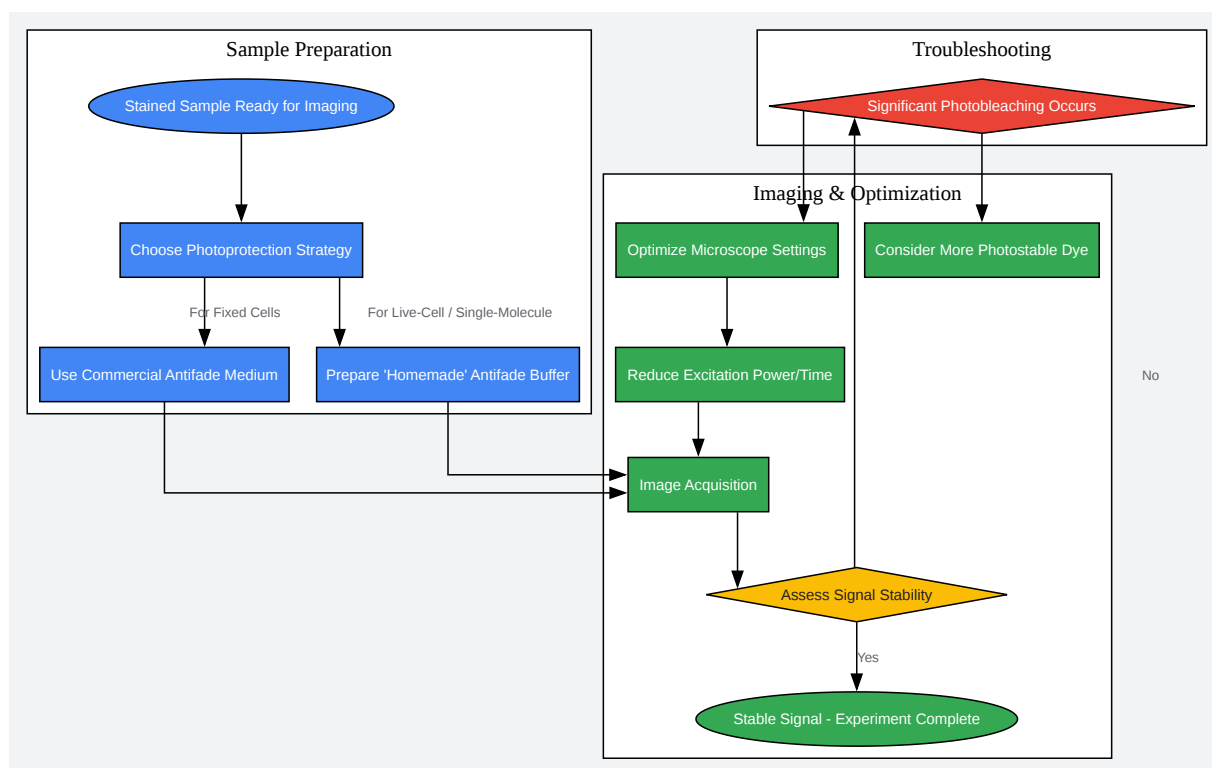 Sample Preparation
Stained Sample Ready for Imaging
Choose Photoprotection Strategy
For Fixed Cells
For Live-Cell / Single-Molecule
Use Commercial Antifade Medium
Prepare 'Homemade' Antifade Buffer
Troubleshooting
Significant Photobleaching Occurs
Imaging & Optimization
Optimize Microscope Settings
Consider More Photostable Dye
Reduce Excitation Power/Time
No
Image Acquisition
Assess Signal Stability
Yes
Stable Signal - Experiment Complete